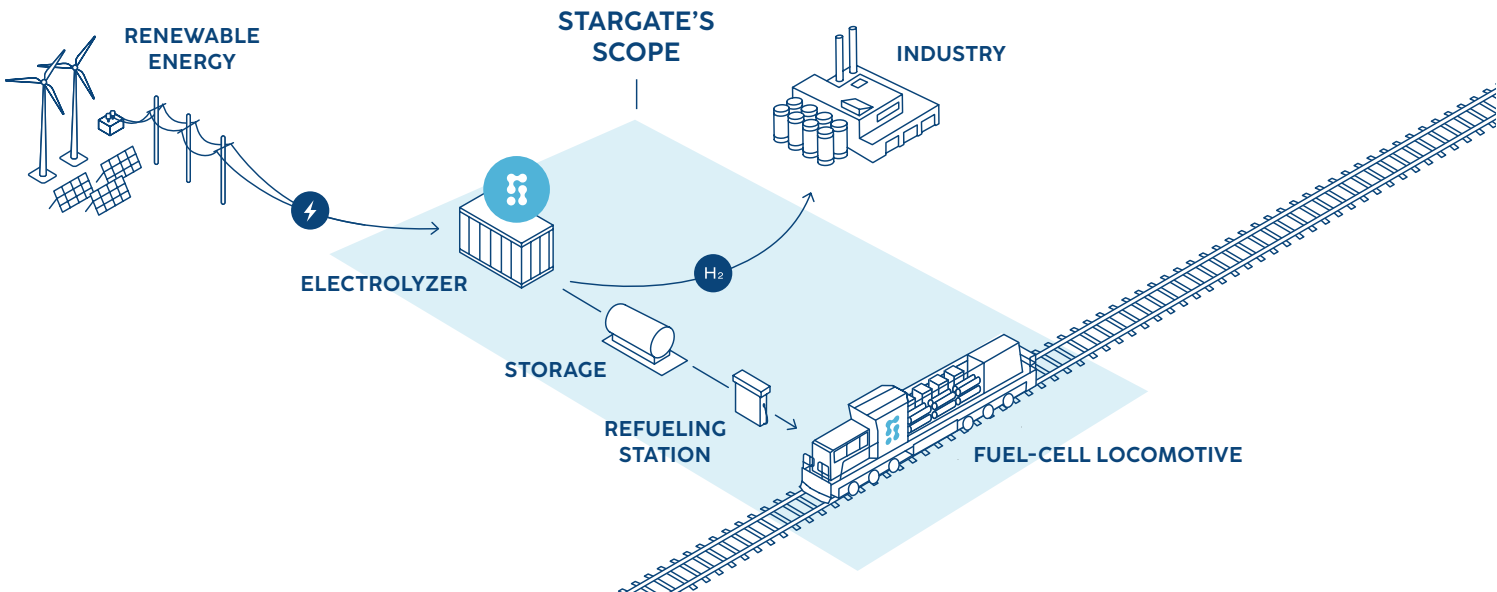 RENEWABLE
ENERGY
STARGATE'S
SCOPE
INDUSTRY
ELECTROLYZER
H₂
STORAGE
REFUELING
STATION
FUEL-CELL LOCOMOTIVE